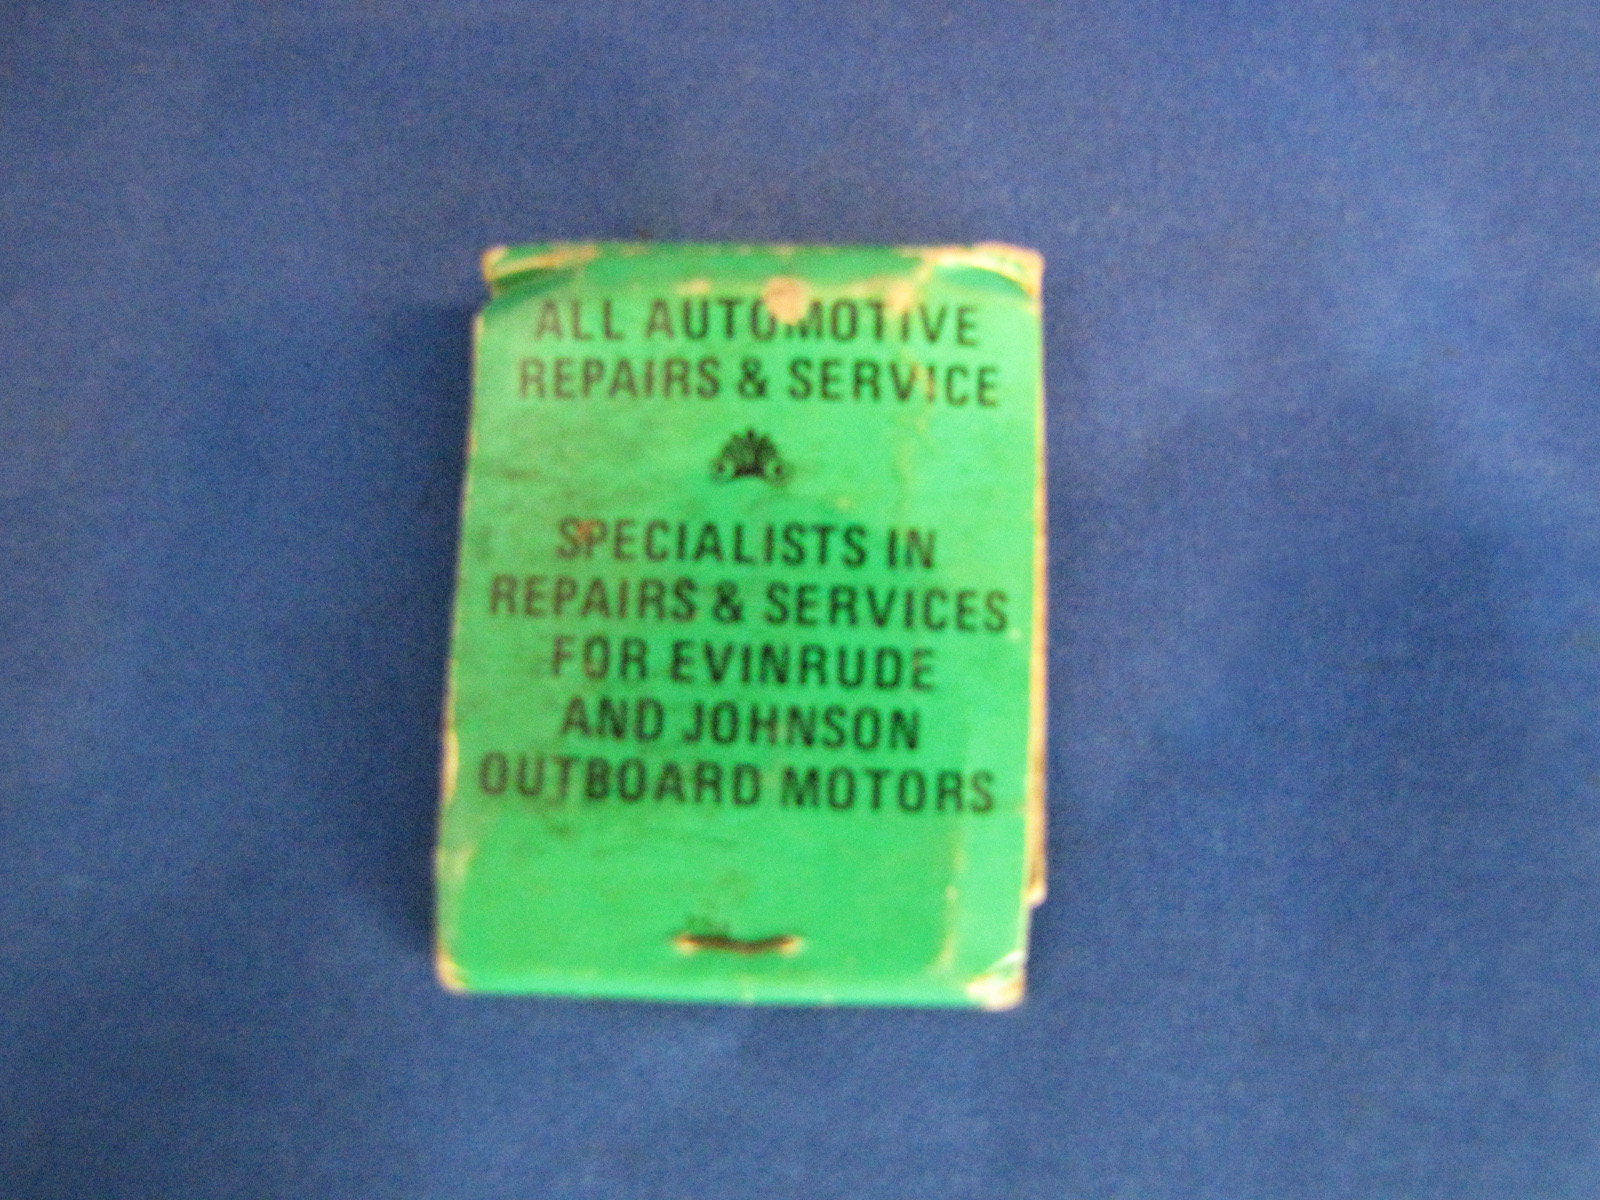 ALL AUTOMOTIVE
REPAIRS & SERVICE
SPECIALISTS IN
REPAIRS & SERVICES
FOR EVINRUDE
AND JOHNSON
OUTBOARD MOTORS